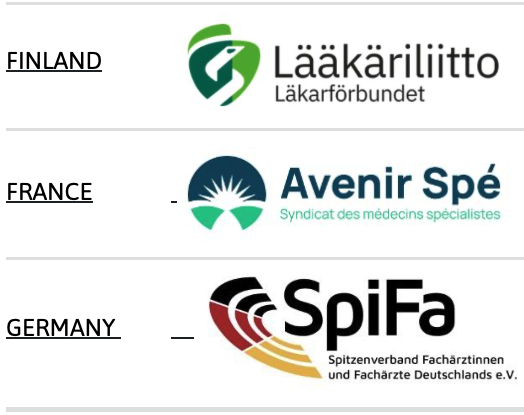 FINLAND
Lääkäriliitto
Läkarförbundet
FRANCE
Avenir Spé
Syndicat des médecins spécialistes
GERMANY
SpiFa
Spitzenverband Fachärztinnen
und Fachärzte Deutschlands e.V.